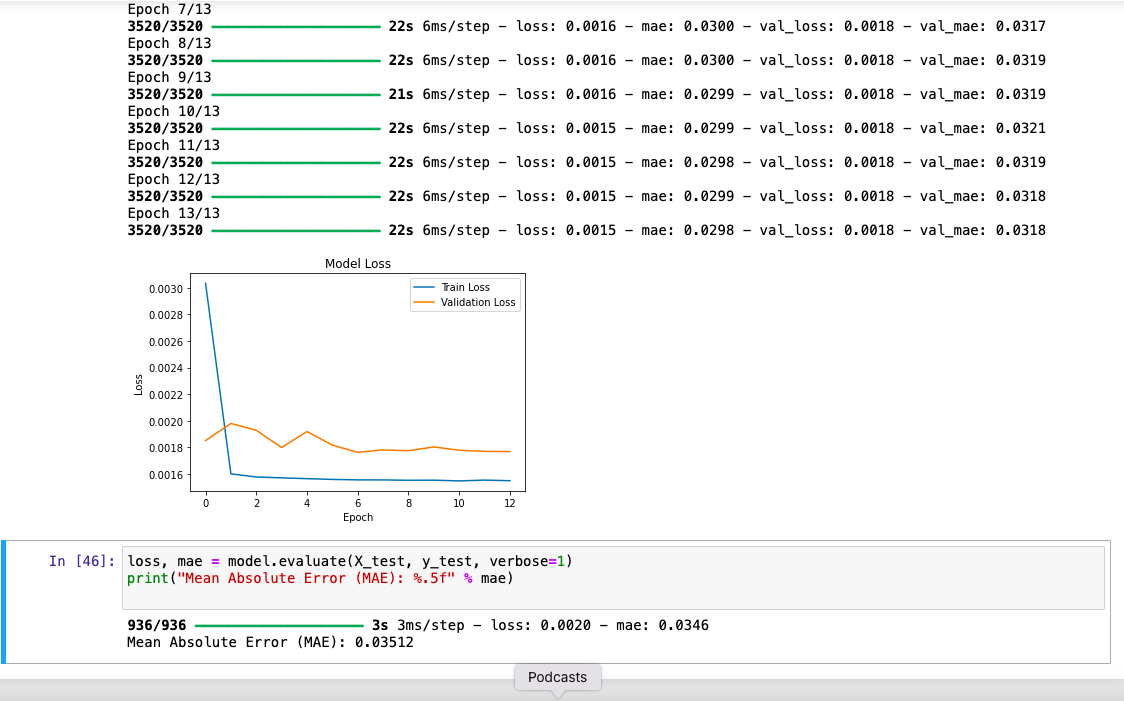 Epoch 7/13
3520/3520 ━━━━━━━━━━━━━━━━━━━━ 22s 6ms/step - loss: 0.0016 - mae: 0.0300 - val_loss: 0.0018 - val_mae: 0.0317
Epoch 8/13
3520/3520 ━━━━━━━━━━━━━━━━━━━━ 22s 6ms/step - loss: 0.0016 - mae: 0.0300 - val_loss: 0.0018 - val_mae: 0.0319
Epoch 9/13
3520/3520 ━━━━━━━━━━━━━━━━━━━━ 21s 6ms/step - loss: 0.0016 - mae: 0.0299 - val_loss: 0.0018 - val_mae: 0.0319
Epoch 10/13
3520/3520 ━━━━━━━━━━━━━━━━━━━━ 22s 6ms/step - loss: 0.0015 - mae: 0.0299 - val_loss: 0.0018 - val_mae: 0.0321
Epoch 11/13
3520/3520 ━━━━━━━━━━━━━━━━━━━━ 22s 6ms/step - loss: 0.0015 - mae: 0.0298 - val_loss: 0.0018 - val_mae: 0.0319
Epoch 12/13
3520/3520 ━━━━━━━━━━━━━━━━━━━━ 22s 6ms/step - loss: 0.0015 - mae: 0.0299 - val_loss: 0.0018 - val_mae: 0.0318
Epoch 13/13
3520/3520 ━━━━━━━━━━━━━━━━━━━━ 22s 6ms/step - loss: 0.0015 - mae: 0.0298 - val_loss: 0.0018 - val_mae: 0.0318
Model Loss
Train Loss
Validation Loss
0.0030
0.0028
0.0026
0.0024
0.0022
0.0020
0.0018
0.0016
Loss
0 2 4 6 8 10 12
Epoch
In [46]: loss, mae = model.evaluate(X_test, y_test, verbose=1)
print("Mean Absolute Error (MAE): %.5f" % mae)
936/936 ━━━━━━━━━━━━━━━━━━━━ 3s 3ms/step - loss: 0.0020 - mae: 0.0346
Mean Absolute Error (MAE): 0.03512
Podcasts